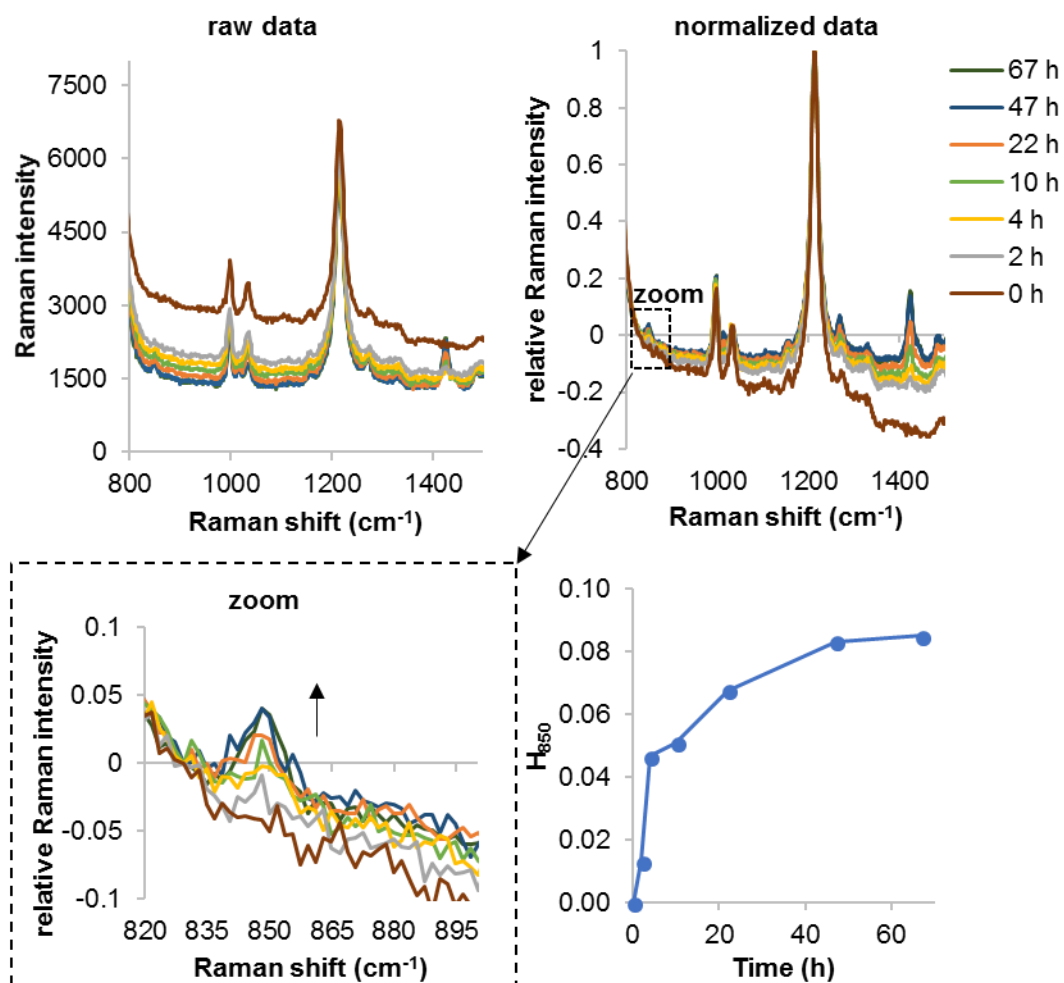 raw data
7500
6000
4500
3000
1500
0
Raman intensity
800 1000 1200 1400
Raman shift (cm-1)
normalized data
1
0.8
0.6
0.4
0.2
0
-0.2
-0.4
relative Raman intensity
zoom
800 1000 1200 1400
Raman shift (cm-1)
67 h
47 h
22 h
10 h
4 h
2 h
0 h
zoom
0.1
0.05
0
-0.05
-0.1
relative Raman intensity
820 835 850 865 880 895
Raman shift (cm-1)
0.10
0.08
0.06
0.04
0.02
0.00
H850
0 20 40 60
Time (h)